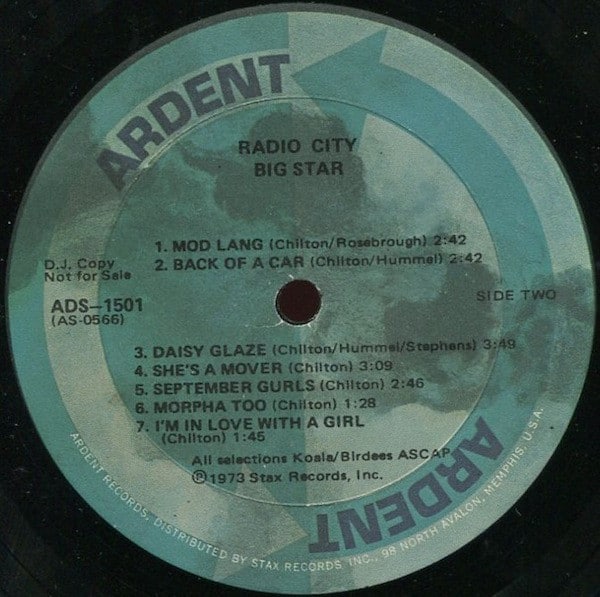 ARDENT
RADIO CITY
BIG STAR
1. MOD LANG (Chilton/Rosebrough) 2:42
2. BACK OF A CAR (Chilton/Hummel) 2:42
D.J. Copy
Not for Sale
ADS-1501
(AS-0566)
SIDE TWO
3. DAISY GLAZE (Chilton/Hummel/Stephens) 3:49
4. SHE'S A MOVER (Chilton) 3:09
5. SEPTEMBER GURLS (Chilton) 2:46
6. MORPHA TOO (Chilton) 1:28
7. I'M IN LOVE WITH A GIRL
(Chilton) 1:45
All selections Koala/Birdees ASCAP
℗1973 Stax Records, Inc.
ARDENT
ARDENT RECORDS, DISTRIBUTED BY STAX RECORDS INC., 98 NORTH AVALON, MEMPHIS, U.S.A.